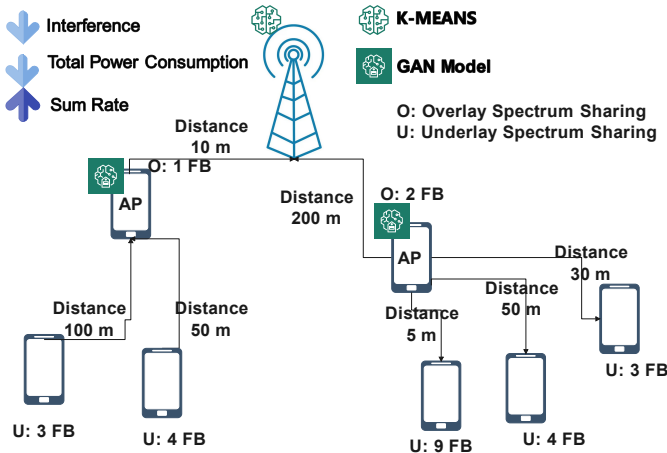 Interference
Total Power Consumption
Sum Rate
K-MEANS
GAN Model
O: Overlay Spectrum Sharing
U: Underlay Spectrum Sharing
Distance
10 m
O: 1 FB
AP
Distance
200 m
O: 2 FB
AP
Distance
100 m
Distance
50 m
Distance
5 m
Distance
50 m
Distance
30 m
U: 3 FB
U: 4 FB
U: 9 FB
U: 4 FB
U: 3 FB